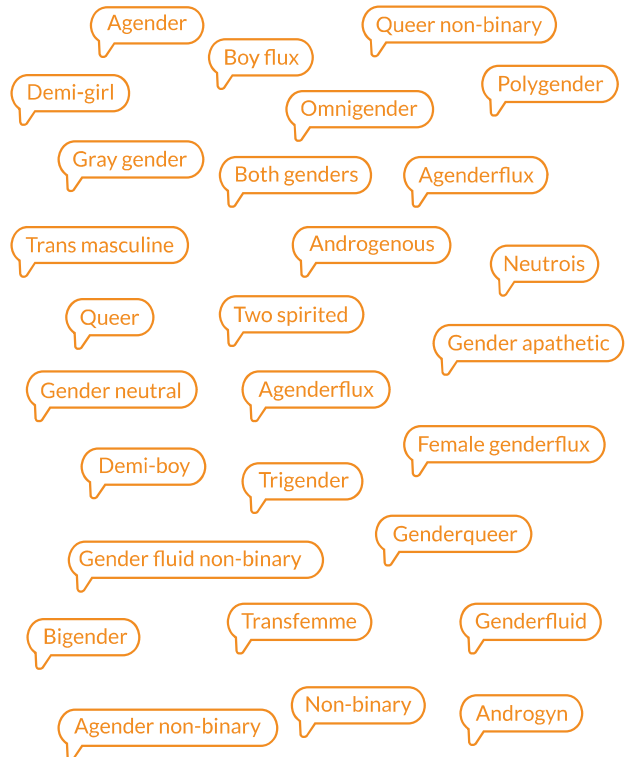 Agender
Queer non-binary
Boy flux
Demi-girl
Polygender
Omnigender
Gray gender
Both genders
Agenderflux
Trans masculine
Androgenous
Neutrois
Queer
Two spirited
Gender apathetic
Gender neutral
Agenderflux
Female genderflux
Demi-boy
Trigender
Genderqueer
Gender fluid non-binary
Bigender
Transfemme
Genderfluid
Agender non-binary
Non-binary
Androgyn